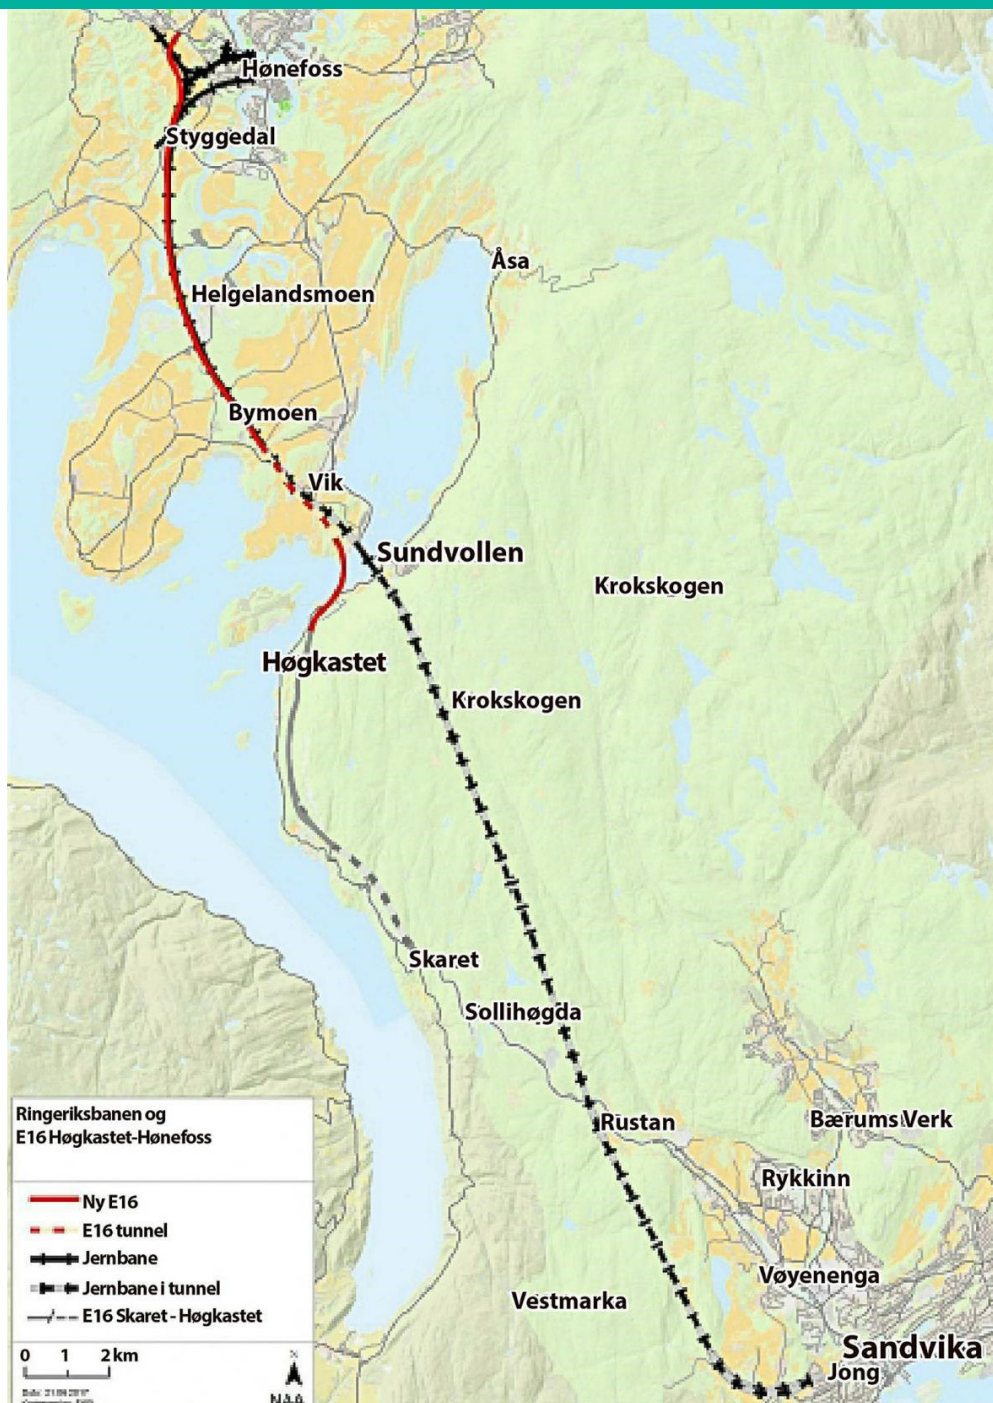 Hønefoss
Styggedal
Åsa
Helgelandsmoen
Bymoen
Vik
Sundvollen
Krokskogen
Høgkastet
Krokskogen
Skaret
Sollihøgda
Rustan
Bærums Verk
Rykkinn
Vøyenenga
Vestmarka
Sandvika
Jong
Ringeriksbanen og
E16 Høgkastet-Hønefoss
Ny E16
E16 tunnel
Jernbane
Jernbane i tunnel
E16 Skaret - Høgkastet
0 1 2 km
N